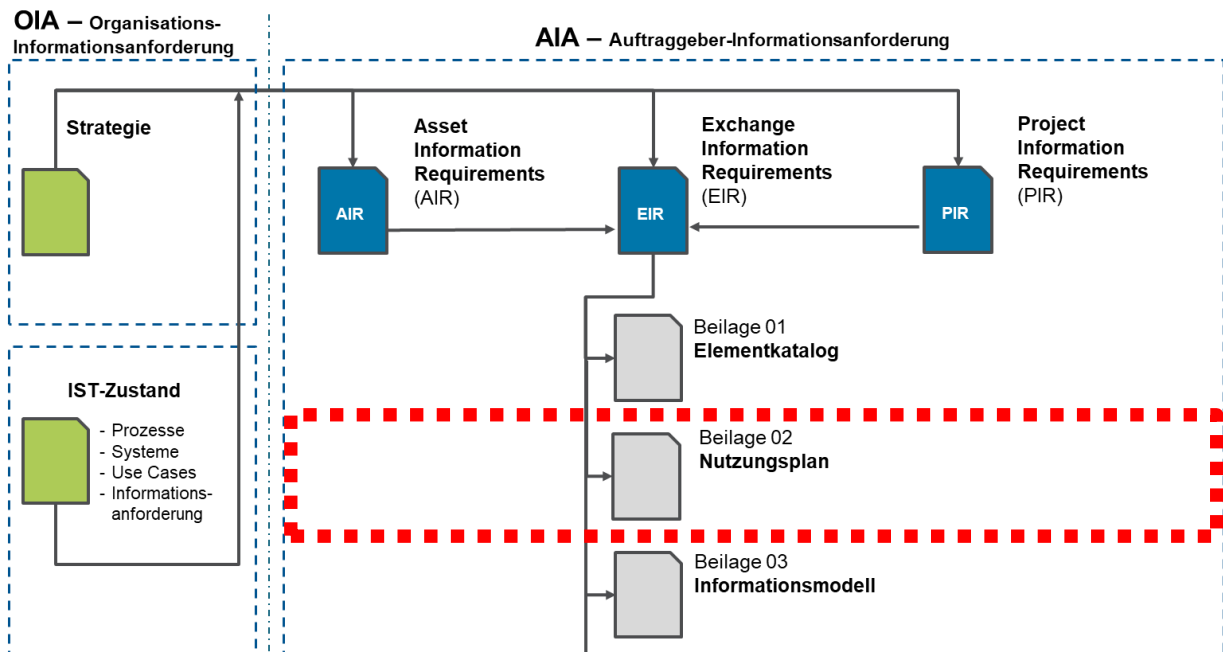 OIA – Organisations-
Informationsanforderung
AIA – Auftraggeber-Informationsanforderung
Strategie
Asset
Information
Requirements
(AIR)
AIR
Exchange
Information
Requirements
(EIR)
EIR
Project
Information
Requirements
(PIR)
PIR
IST-Zustand
- Prozesse
- Systeme
- Use Cases
- Informations-
anforderung
Beilage 01
Elementkatalog
Beilage 02
Nutzungsplan
Beilage 03
Informationsmodell